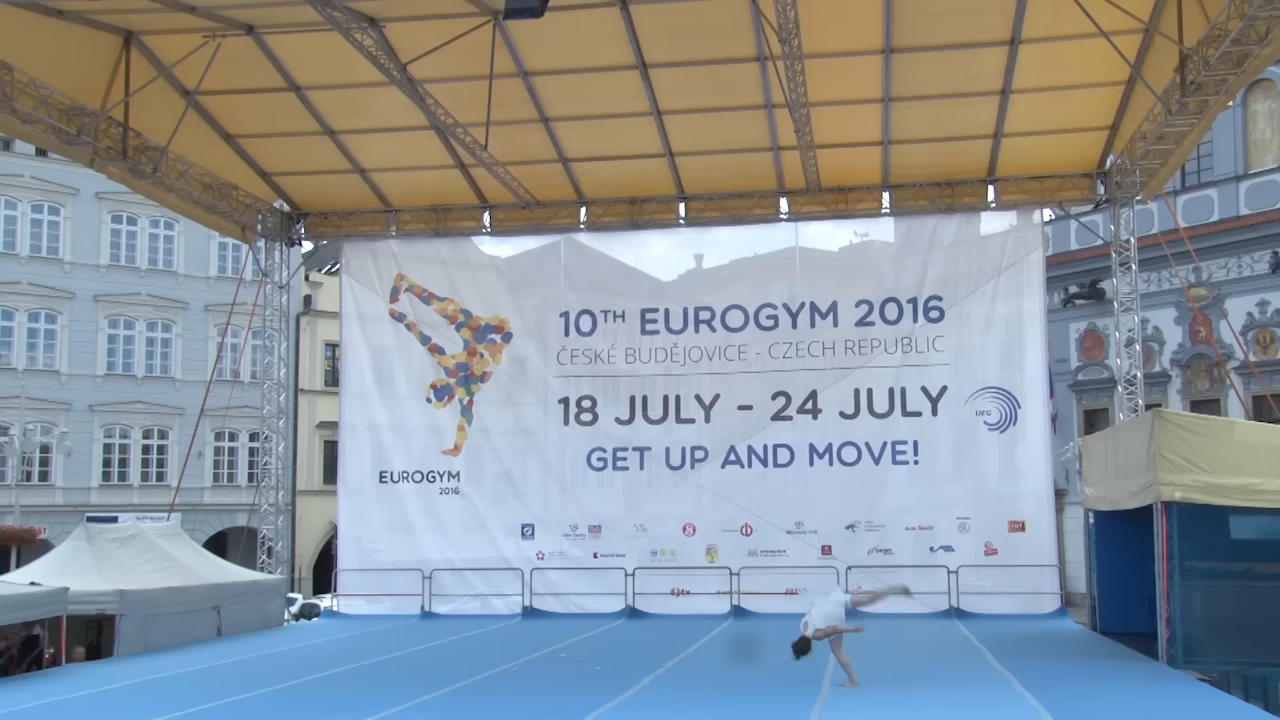 10TH EUROGYM 2016
ČESKÉ BUDĚJOVICE - CZECH REPUBLIC
18 JULY - 24 JULY
UEG
GET UP AND MOVE!
EUROGYM
2016